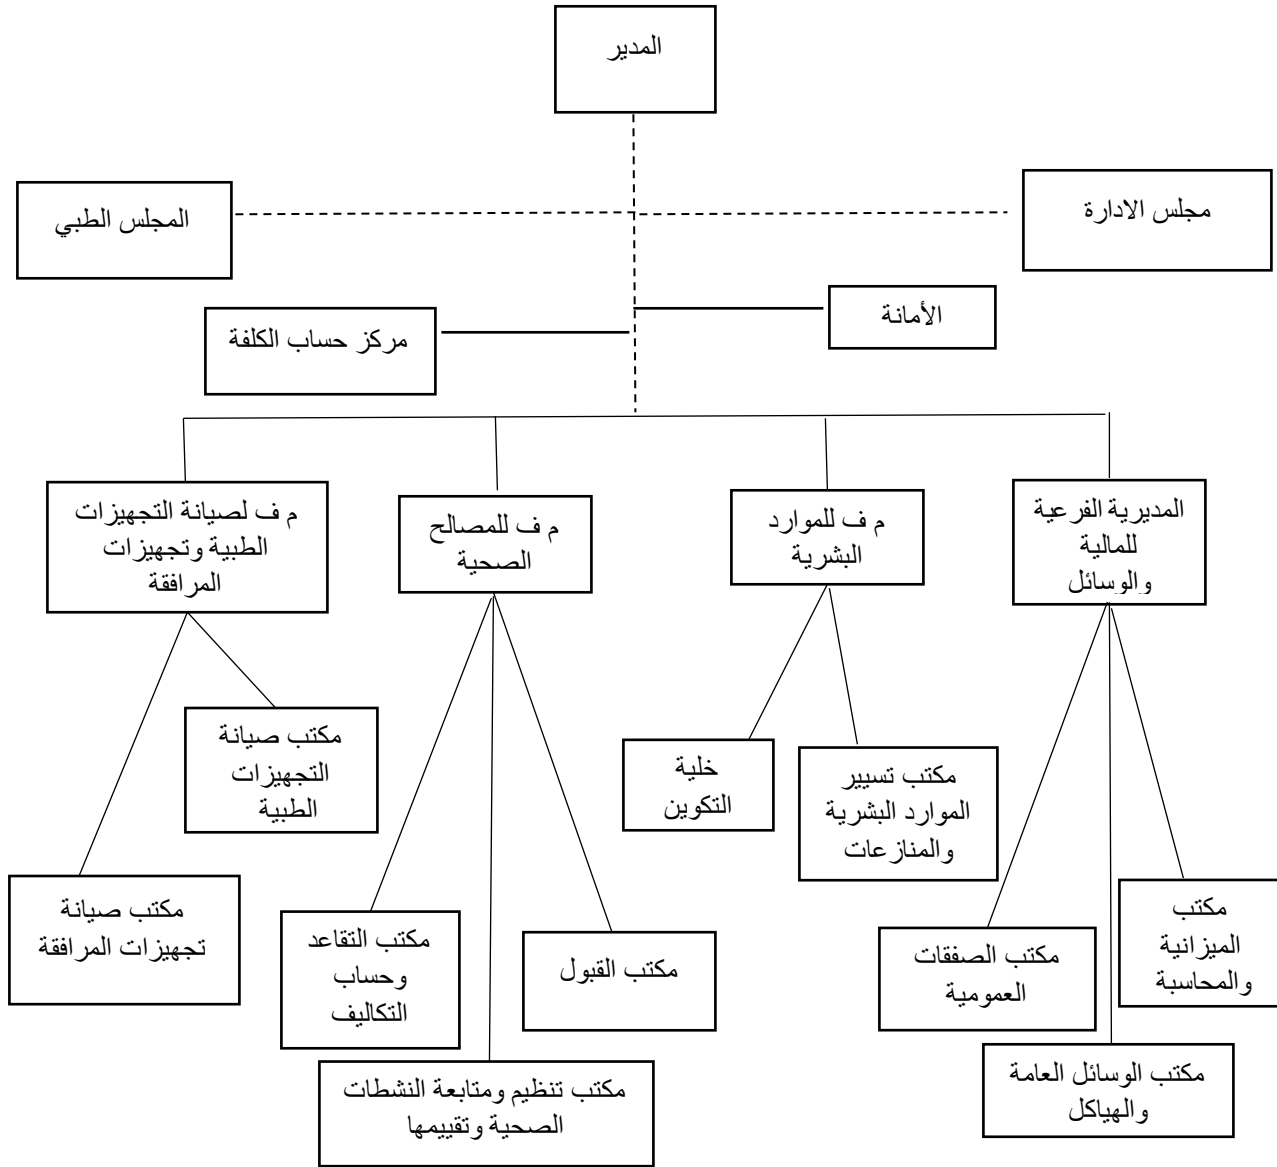 المدير
مجلس الادارة
المجلس الطبي
الأمانة
مركز حساب الكلفة
المديرية الفرعية
للمالية
والوسائل
م ف للموارد
البشرية
م ف للمصالح
الصحية
م ف لصيانة التجهيزات
الطبية وتجهيزات
المرافقة
مكتب
الميزانية
والمحاسبة
مكتب الصفقات
العمومية
مكتب الوسائل العامة
والهياكل
مكتب تسيير
الموارد البشرية
والمنازعات
خلية
التكوين
مكتب القبول
مكتب التقاعد
وحساب
التكاليف
مكتب تنظيم ومتابعة النشطات
الصحية وتقييمها
مكتب صيانة
التجهيزات
الطبية
مكتب صيانة
تجهيزات المرافقة